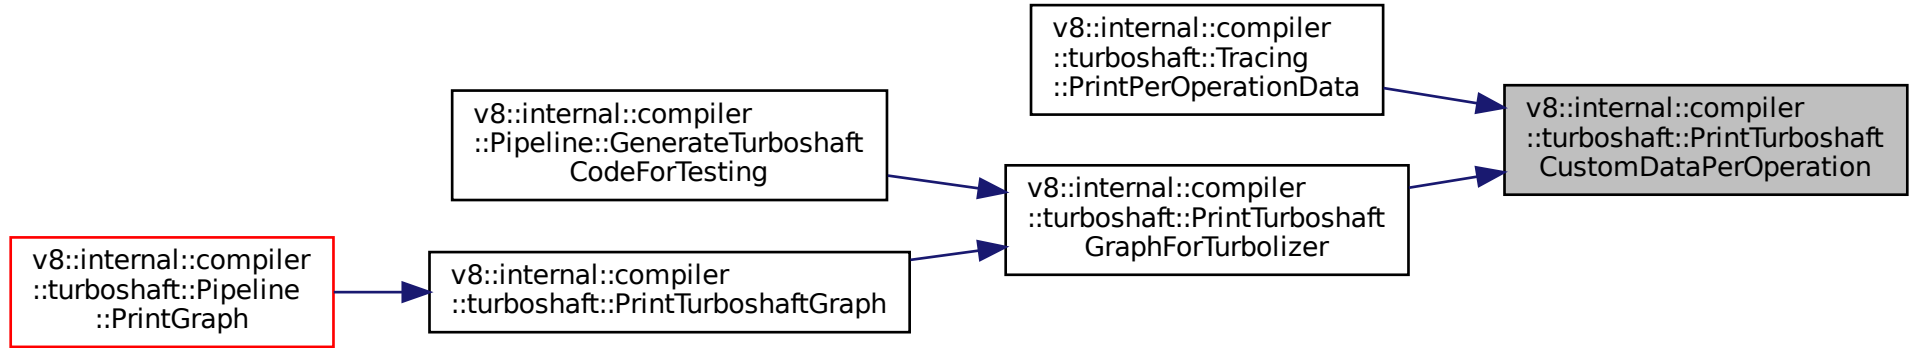 v8::internal::compiler
::turboshaft::Tracing
::PrintPerOperationData
v8::internal::compiler
::turboshaft::PrintTurboshaft
CustomDataPerOperation
v8::internal::compiler
::Pipeline::GenerateTurboshaft
CodeForTesting
v8::internal::compiler
::turboshaft::PrintTurboshaft
GraphForTurbolizer
v8::internal::compiler
::turboshaft::Pipeline
::PrintGraph
v8::internal::compiler
::turboshaft::PrintTurboshaftGraph